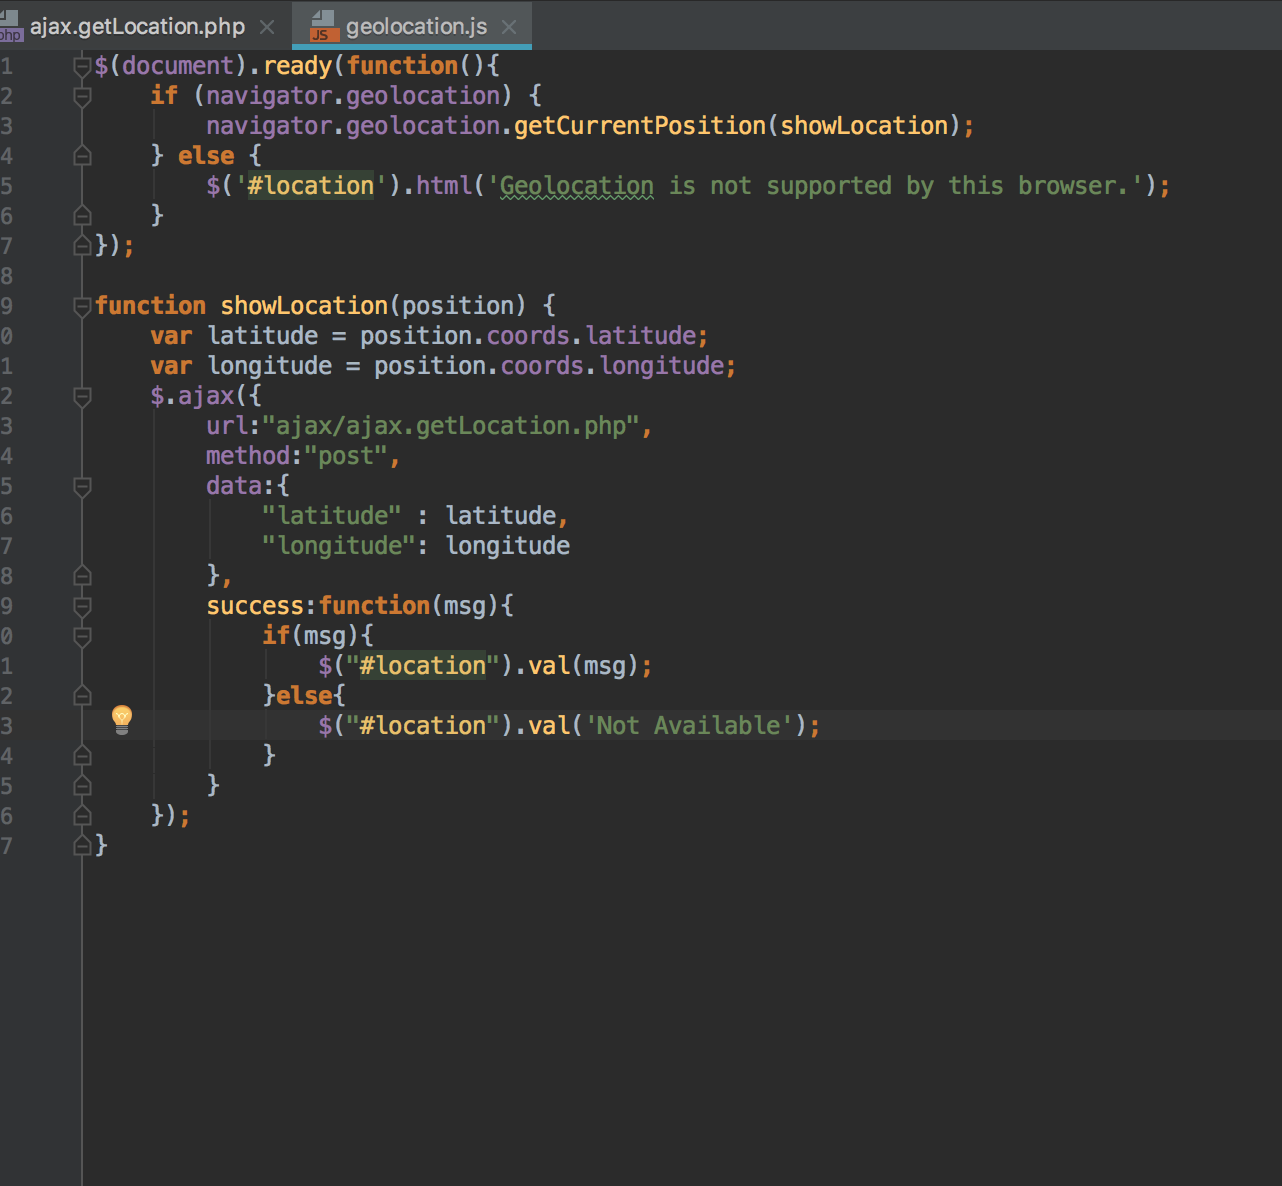 ajax.getLocation.php
php
geolocation.js
JS
1 $(document).ready(function(){
2     if (navigator.geolocation) {
3         navigator.geolocation.getCurrentPosition(showLocation);
4     } else {
5         $('#location').html('Geolocation is not supported by this browser.');
6     }
7 });
8
9 function showLocation(position) {
0     var latitude = position.coords.latitude;
1     var longitude = position.coords.longitude;
2     $.ajax({
3         url:"ajax/ajax.getLocation.php",
4         method:"post",
5         data:{
6             "latitude" : latitude,
7             "longitude": longitude
8         },
9         success:function(msg){
0             if(msg){
1                 $("#location").val(msg);
2             }else{
3                 $("#location").val('Not Available');
4             }
5         }
6     });
7 }